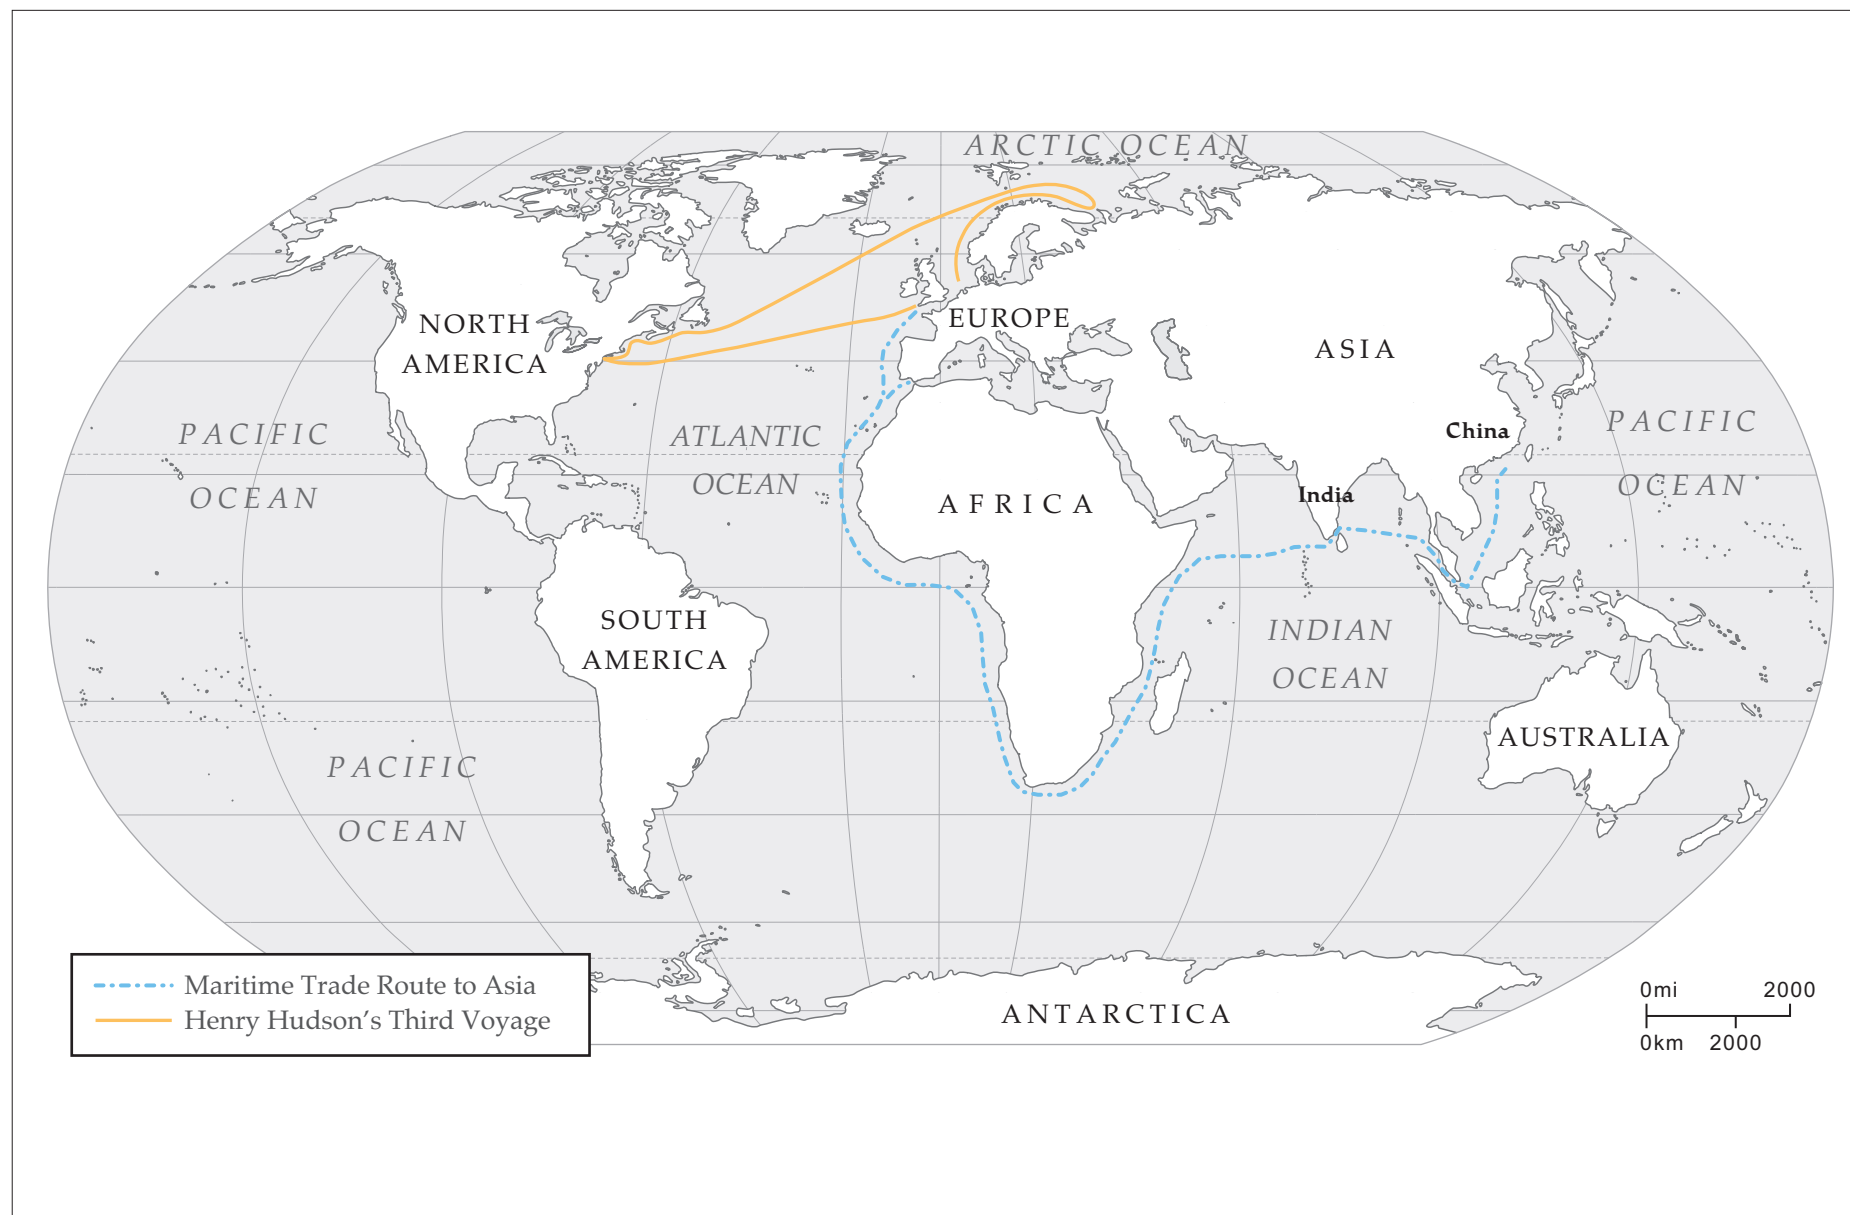 ARCTIC OCEAN
NORTH
AMERICA
EUROPE
ASIA
PACIFIC
OCEAN
ATLANTIC
OCEAN
China
PACIFIC
OCEAN
India
AFRICA
SOUTH
AMERICA
INDIAN
OCEAN
AUSTRALIA
PACIFIC
OCEAN
Maritime Trade Route to Asia
Henry Hudson's Third Voyage
ANTARCTICA
0mi 2000
0km 2000